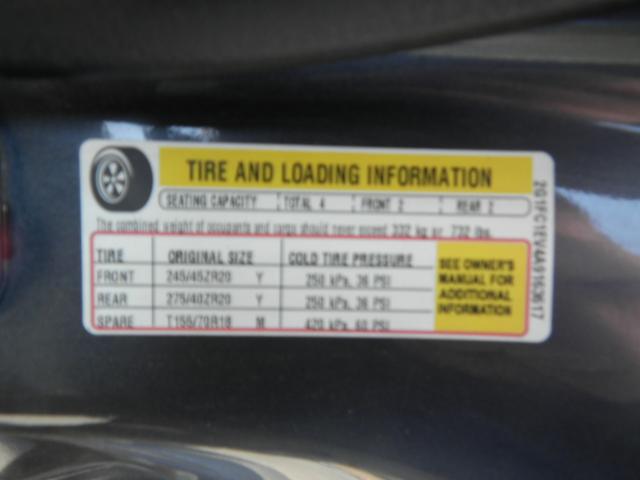 TIRE AND LOADING INFORMATION
SEATING CAPACITY TOTAL 4 FRONT 2 REAR 2
The combined weight of occupants and cargo should never exceed 332 kg or 732 lbs.
TIRE ORIGINAL SIZE COLD TIRE PRESSURE
FRONT 245/45ZR20 Y 250 kPa, 36 PSI
REAR 275/40ZR20 Y 250 kPa, 36 PSI
SPARE T155/70R18 M 420 kPa, 60 PSI
SEE OWNER'S
MANUAL FOR
ADDITIONAL
INFORMATION